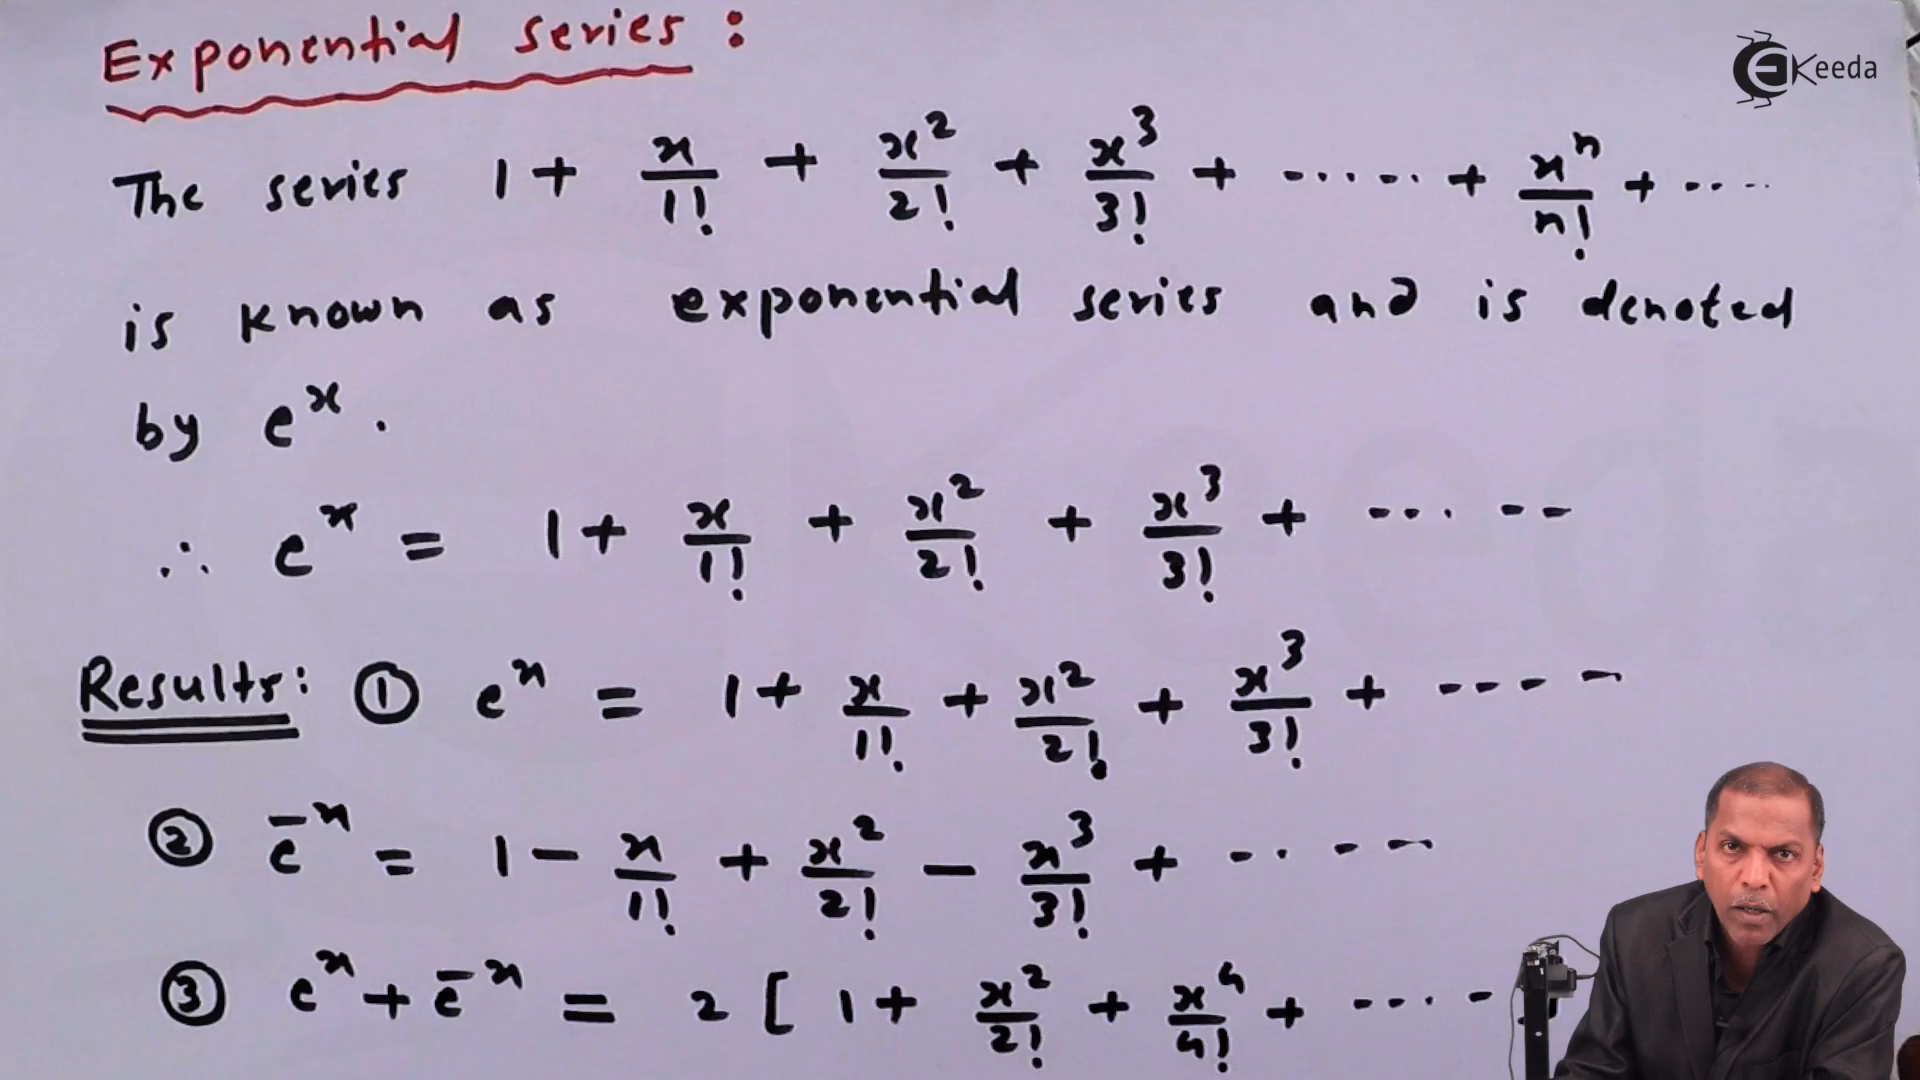 Exponential series :
EKeeda
The series 1 + x/1! + x²/2! + x³/3! + ...... + xⁿ/n! + ....
is known as exponential series and is denoted
by eˣ.
∴ eˣ = 1 + x/1! + x²/2! + x³/3! + .... --
Results: ① eˣ = 1 + x/1! + x²/2! + x³/3! + ----
② e⁻ˣ = 1 - x/1! + x²/2! - x³/3! + ..---
③ eˣ + e⁻ˣ = 2 [ 1 + x²/2! + x⁴/4! + .... -